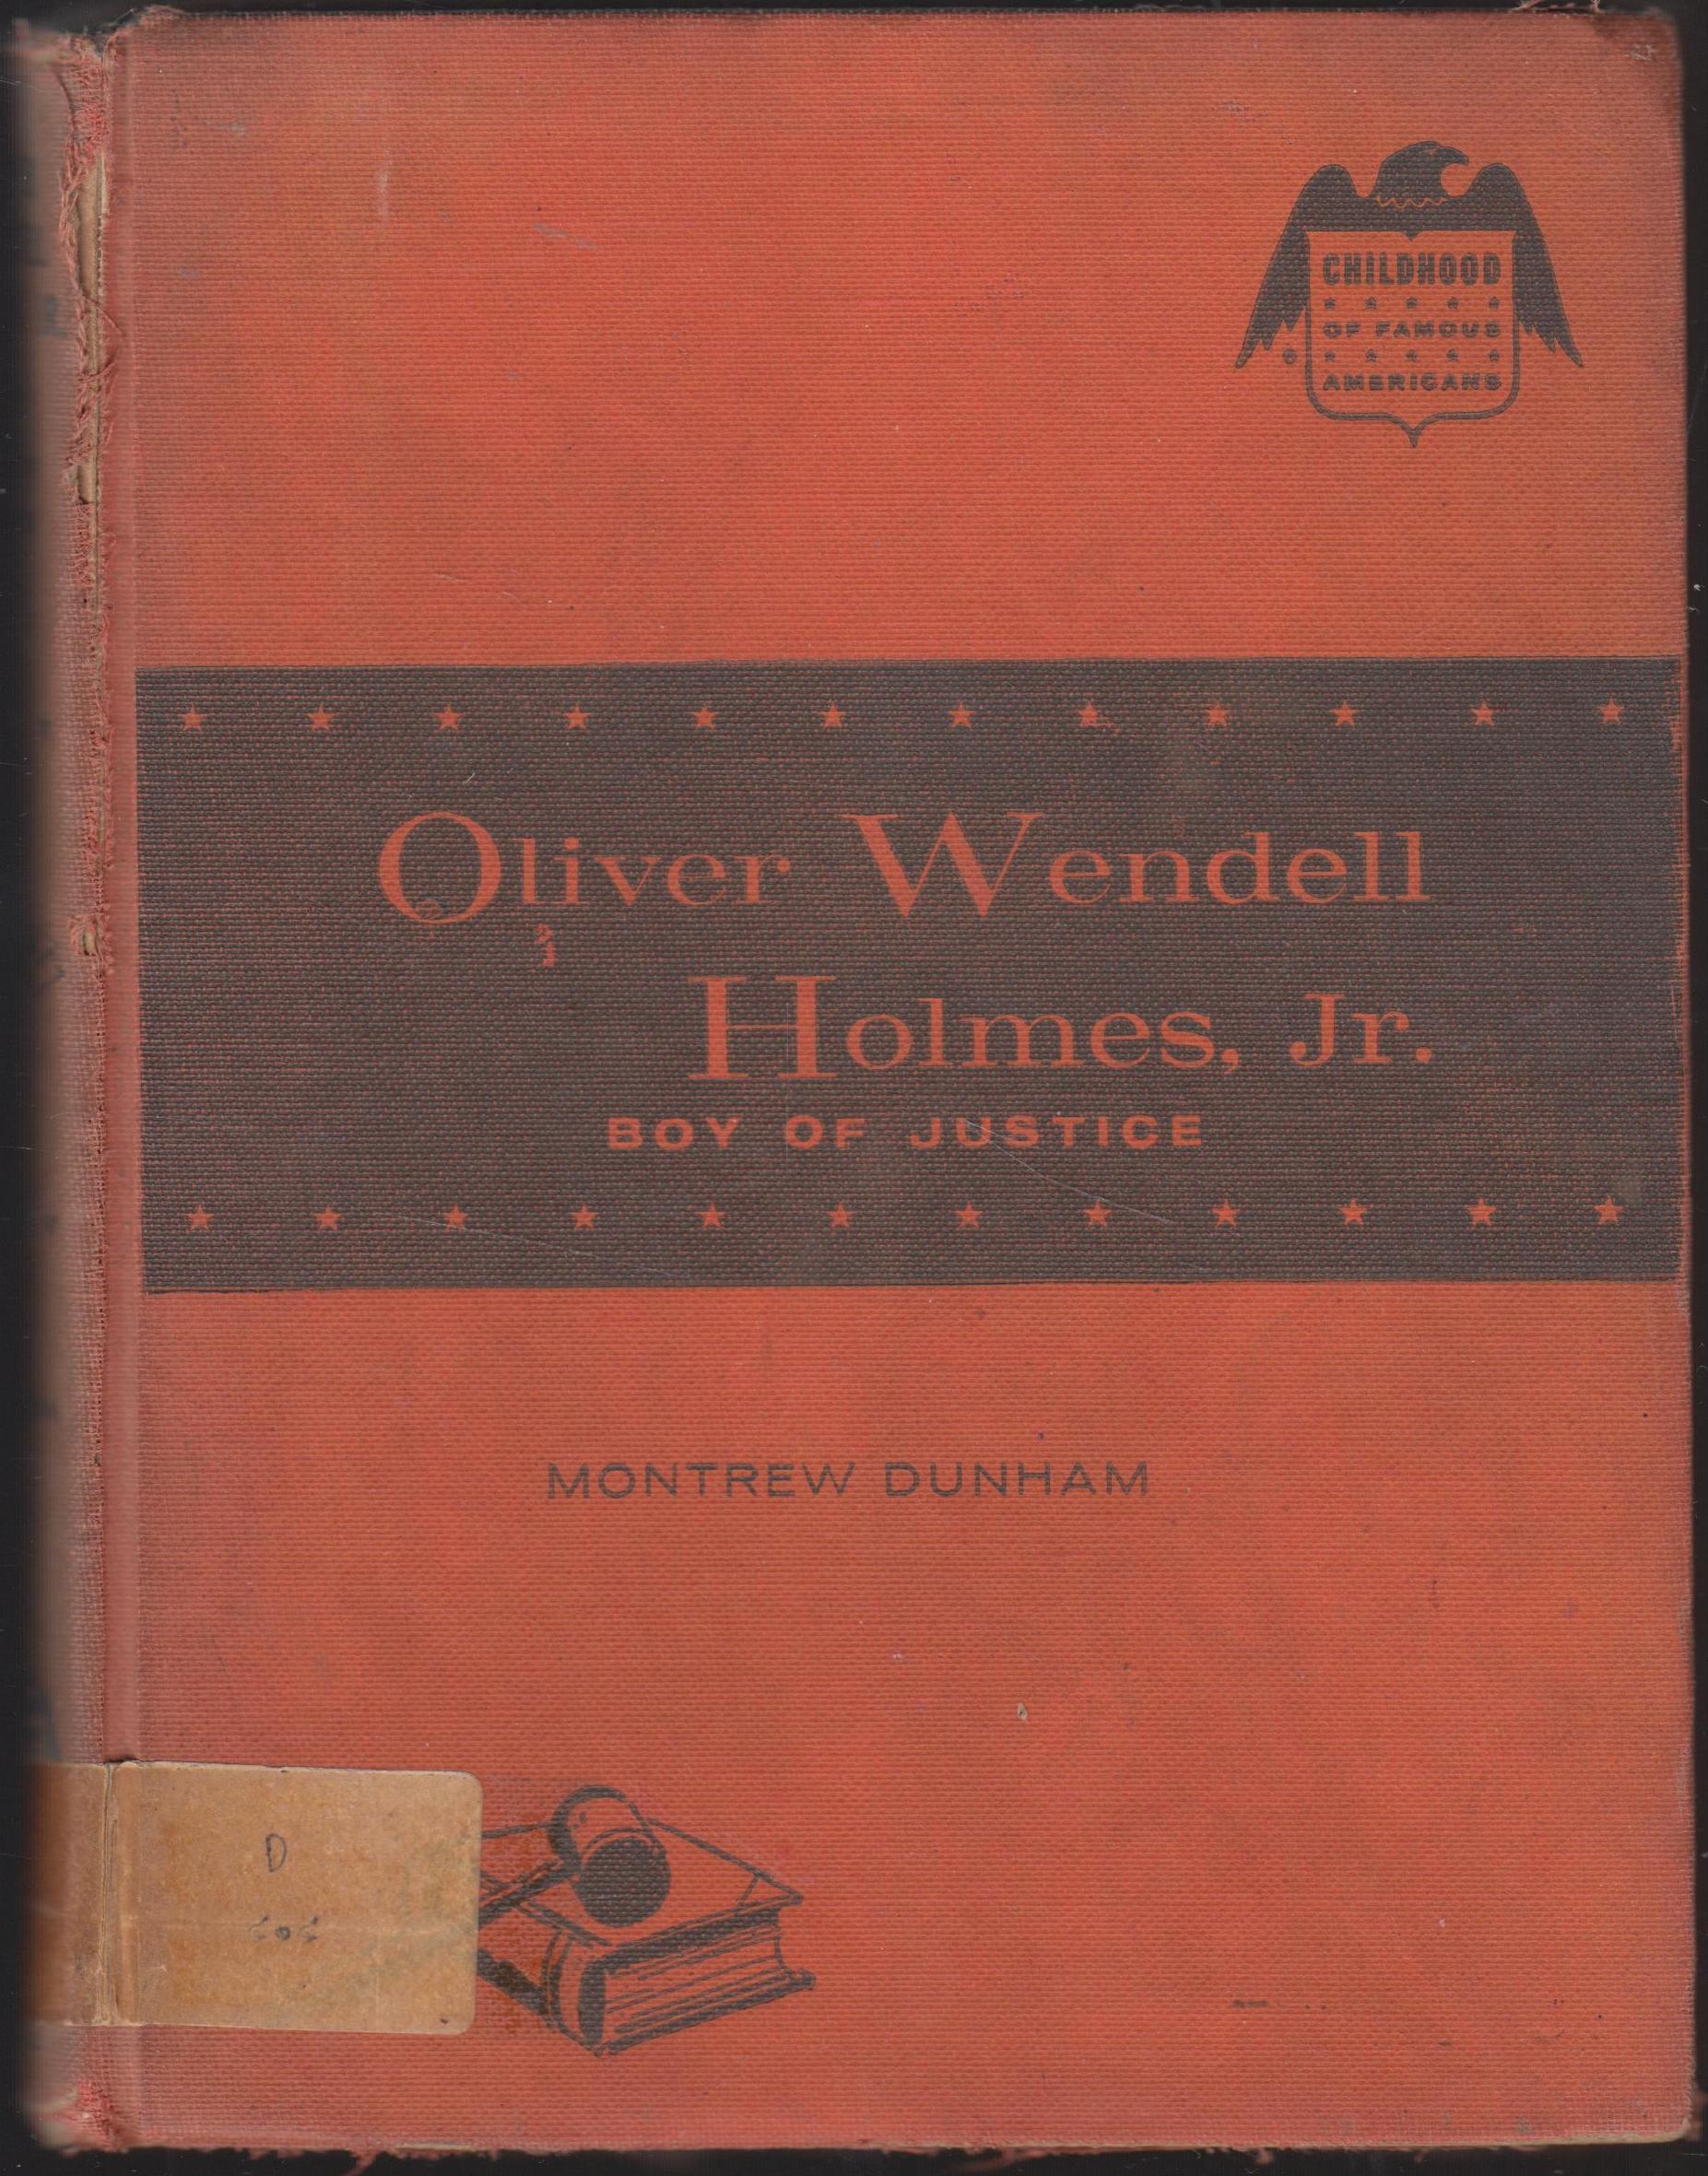 CHILDHOOD
OF FAMOUS
AMERICANS
Oliver Wendell
Holmes, Jr.
BOY OF JUSTICE
MONTREW DUNHAM
D